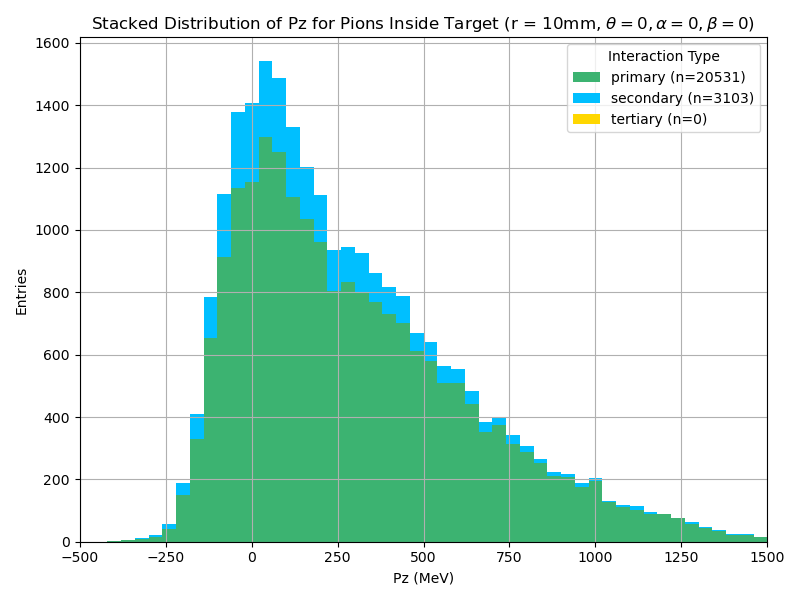 Stacked Distribution of Pz for Pions Inside Target (r = 10mm, θ = 0, α = 0, β = 0)
Interaction Type
primary (n=20531)
secondary (n=3103)
tertiary (n=0)
1600
1400
1200
1000
800
600
400
200
0
Entries
−500 −250 0 250 500 750 1000 1250 1500
Pz (MeV)